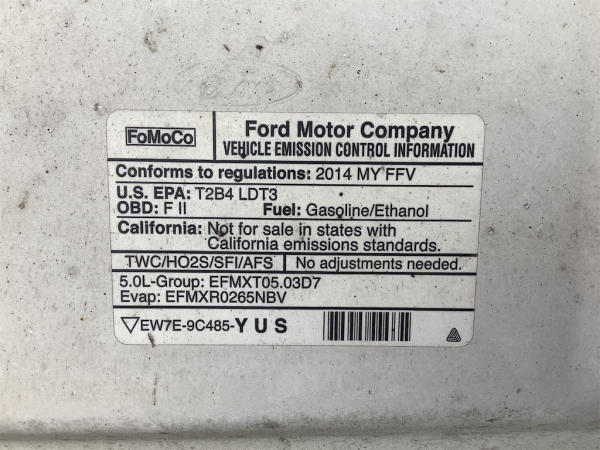 FoMoCo
Ford Motor Company
VEHICLE EMISSION CONTROL INFORMATION
Conforms to regulations: 2014 MY FFV
U.S. EPA: T2B4 LDT3
OBD: F II Fuel: Gasoline/Ethanol
California: Not for sale in states with
California emissions standards.
TWC/HO2S/SFI/AFS No adjustments needed.
5.0L-Group: EFMXT05.03D7
Evap: EFMXR0265NBV
▽EW7E-9C485-Y U S